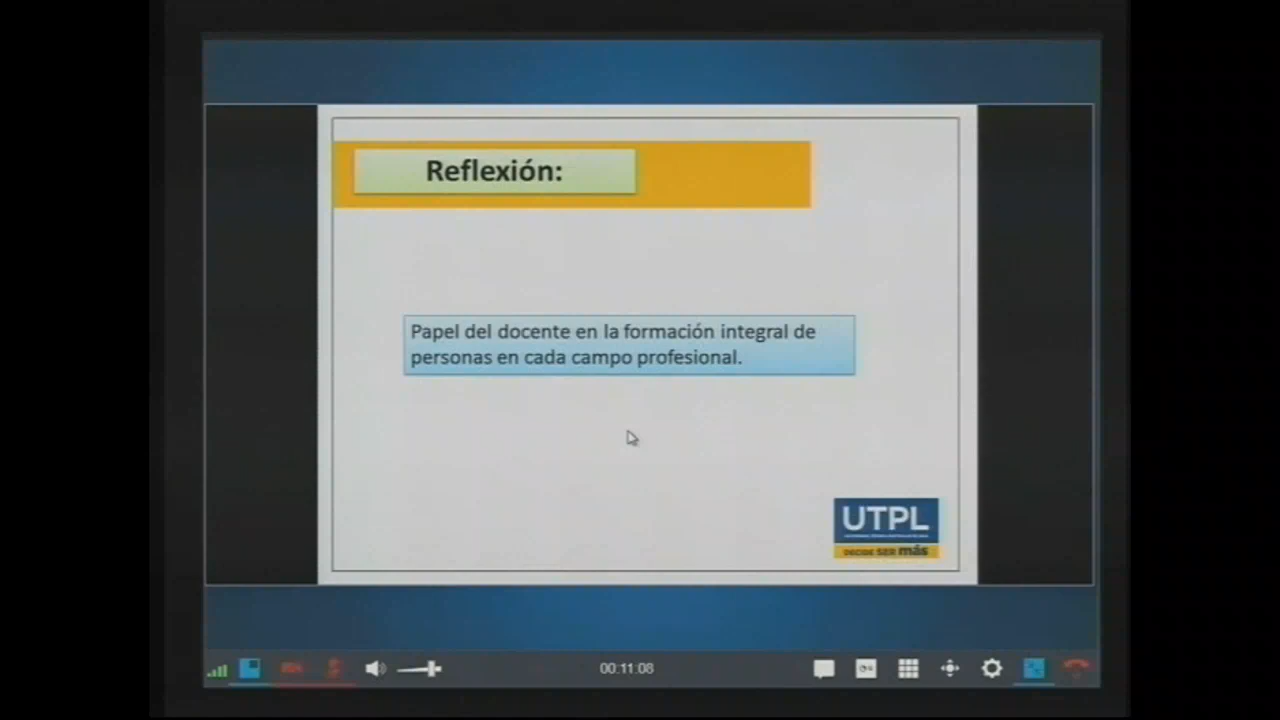 Reflexión:
Papel del docente en la formación integral de
personas en cada campo profesional.
UTPL
DECIDE SER más
00:11:08